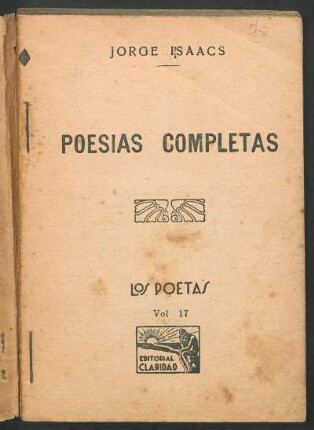 JORGE ISAACS
POESIAS COMPLETAS
LOS POETAS
Vol 17
EDITORIAL
CLARIDAD